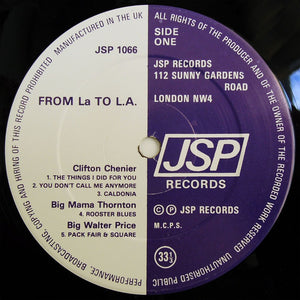 MANUFACTURED IN THE U.K. ALL RIGHTS OF THE PRODUCER AND OF THE OWNER OF THE RECORDED WORK RESERVED UNAUTHORISED PUBLIC PERFORMANCE, BROADCASTING, COPYING AND HIRING OF THIS RECORD PROHIBITED
JSP 1066
FROM La TO L.A.
Clifton Chenier
1. THE THINGS I DID FOR YOU
2. YOU DON'T CALL ME ANYMORE
3. CALDONIA
Big Mama Thornton
4. ROOSTER BLUES
Big Walter Price
5. PACK FAIR & SQUARE
SIDE
ONE
JSP RECORDS
112 SUNNY GARDENS
ROAD
LONDON NW4
JSP
RECORDS
© ℗ JSP RECORDS
M.C.P.S.
33⅓